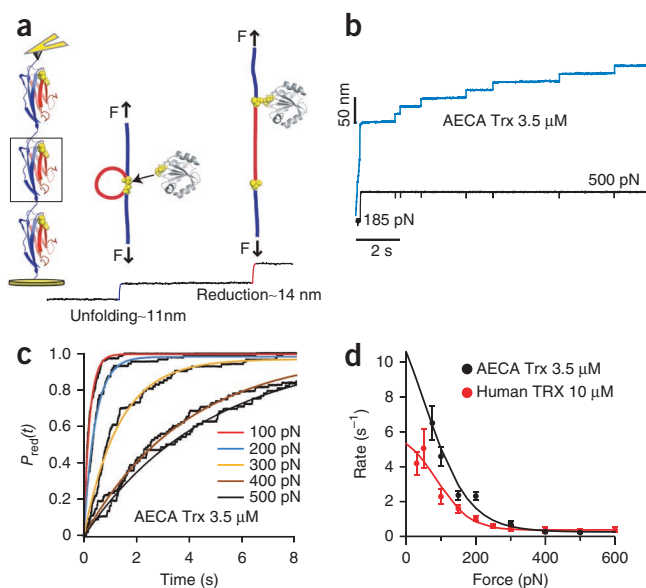 a
F
F
F
F
Unfolding~11nm
Reduction~14 nm
b
50 nm
AECA Trx 3.5 μM
500 pN
185 pN
2 s
c
1.0
0.8
0.6
0.4
0.2
0
Pred(t)
100 pN
200 pN
300 pN
400 pN
500 pN
AECA Trx 3.5 μM
0 2 4 6 8
Time (s)
d
AECA Trx 3.5 μM
Human TRX 10 μM
10
8
6
4
2
0
Rate (s⁻¹)
0 200 400 600
Force (pN)